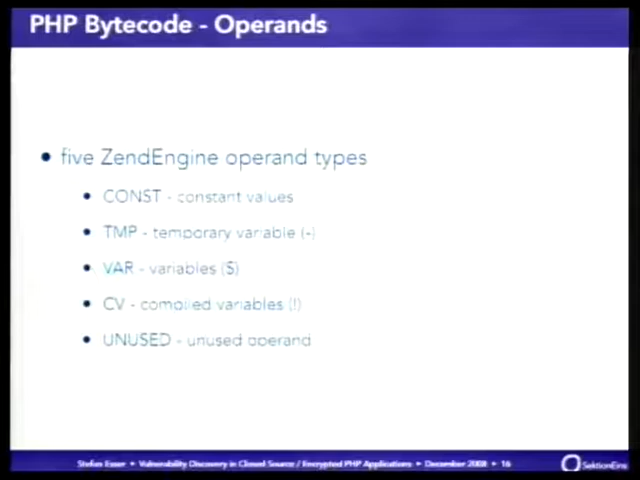 PHP Bytecode - Operands
five ZendEngine operand types
CONST - constant values
TMP - temporary variable (~)
VAR - variables ($)
CV - compiled variables (!)
UNUSED - unused operand
Stefan Esser • Vulnerability Discovery in Closed Source / Encrypted PHP Applications • December 2008 • 16
SektionEins